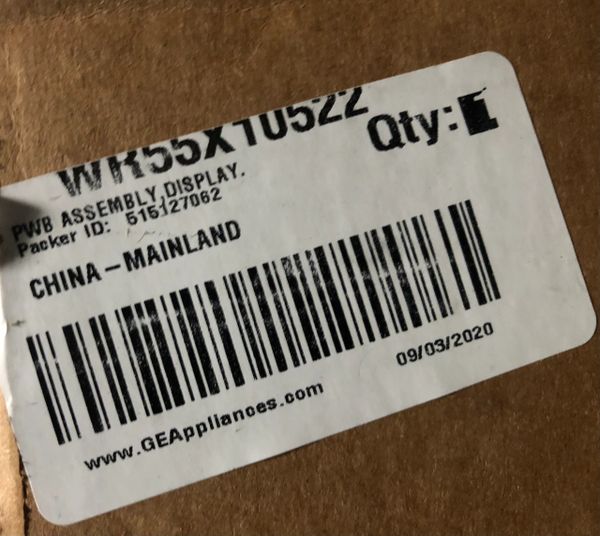 WR55X10522
Qty: 1
PWB ASSEMBLY, DISPLAY.
Packer ID: 515127062
CHINA-MAINLAND
09/03/2020
www.GEAppliances.com